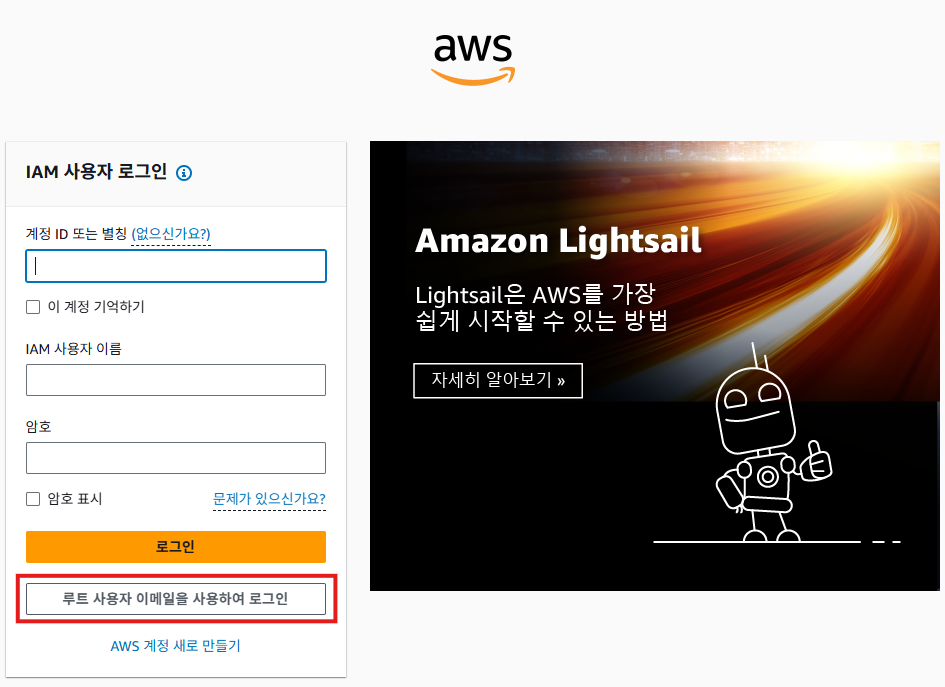 aws
IAM 사용자 로그인
계정 ID 또는 별칭 (없으신가요?)
이 계정 기억하기
IAM 사용자 이름
암호
암호 표시 문제가 있으신가요?
로그인
루트 사용자 이메일을 사용하여 로그인
AWS 계정 새로 만들기
Amazon Lightsail
Lightsail은 AWS를 가장
쉽게 시작할 수 있는 방법
자세히 알아보기 »